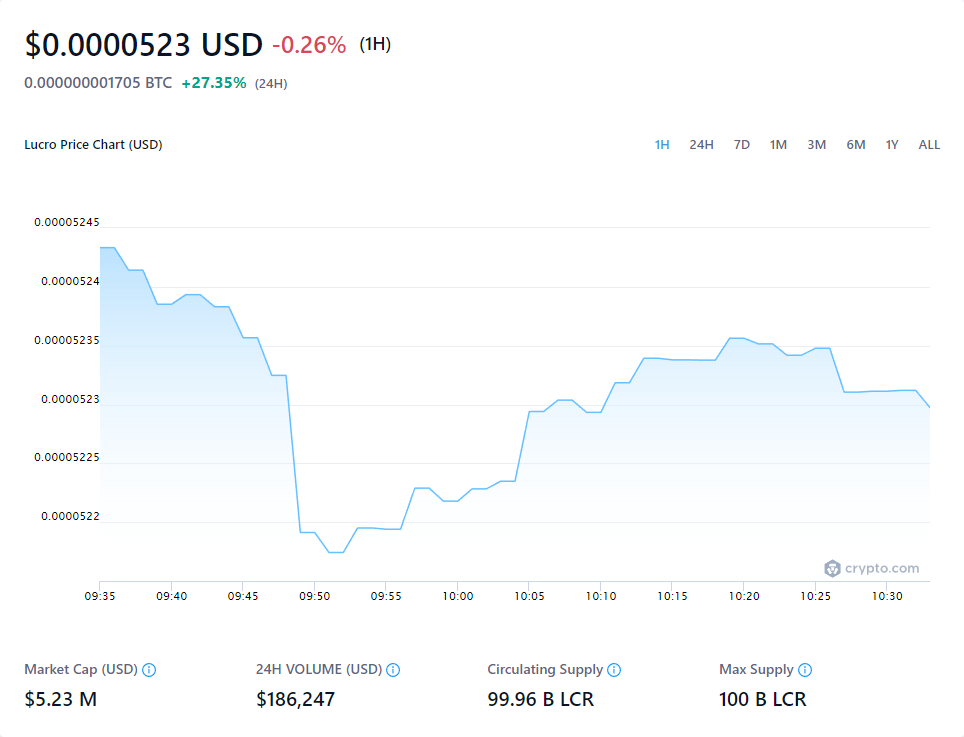 $0.0000523 USD -0.26% (1H)
0.000000001705 BTC +27.35% (24H)
Lucro Price Chart (USD)
1H 24H 7D 1M 3M 6M 1Y ALL
0.00005245
0.0000524
0.00005235
0.0000523
0.00005225
0.0000522
crypto.com
09:35 09:40 09:45 09:50 09:55 10:00 10:05 10:10 10:15 10:20 10:25 10:30
Market Cap (USD) 24H VOLUME (USD) Circulating Supply Max Supply
$5.23 M $186,247 99.96 B LCR 100 B LCR